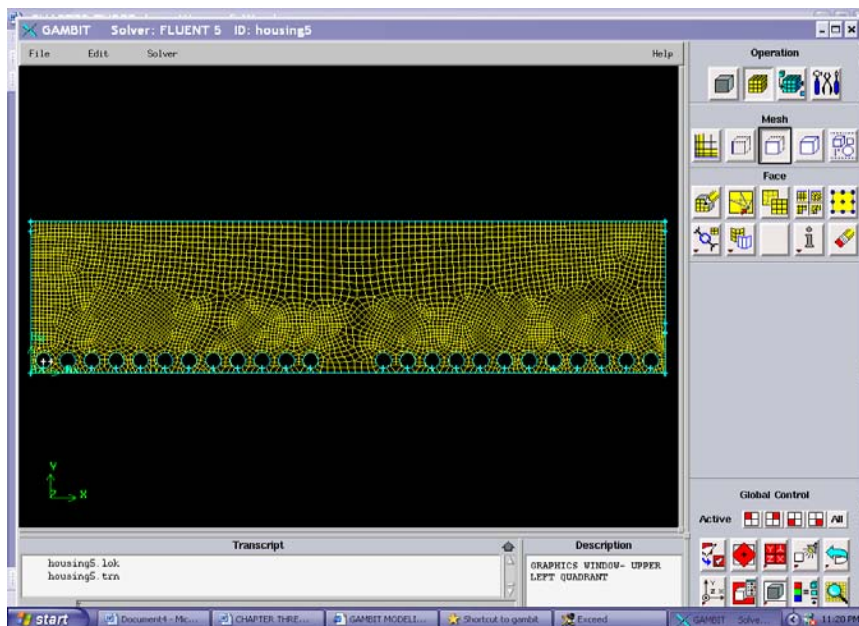 GAMBIT Solver: FLUENT 5 ID: housing5
File Edit Solver Help
Operation
Mesh
Face
Y
X
Global Control
Active All
Transcript
housing5.lok
housing5.trn
Description
GRAPHICS WINDOW- UPPER
LEFT QUADRANT
start
Document4 - Mic...
CHAPTER THRE...
GAMBIT MODELI...
Shortcut to gambit
Exceed
GAMBIT Solve...
11:20 PM